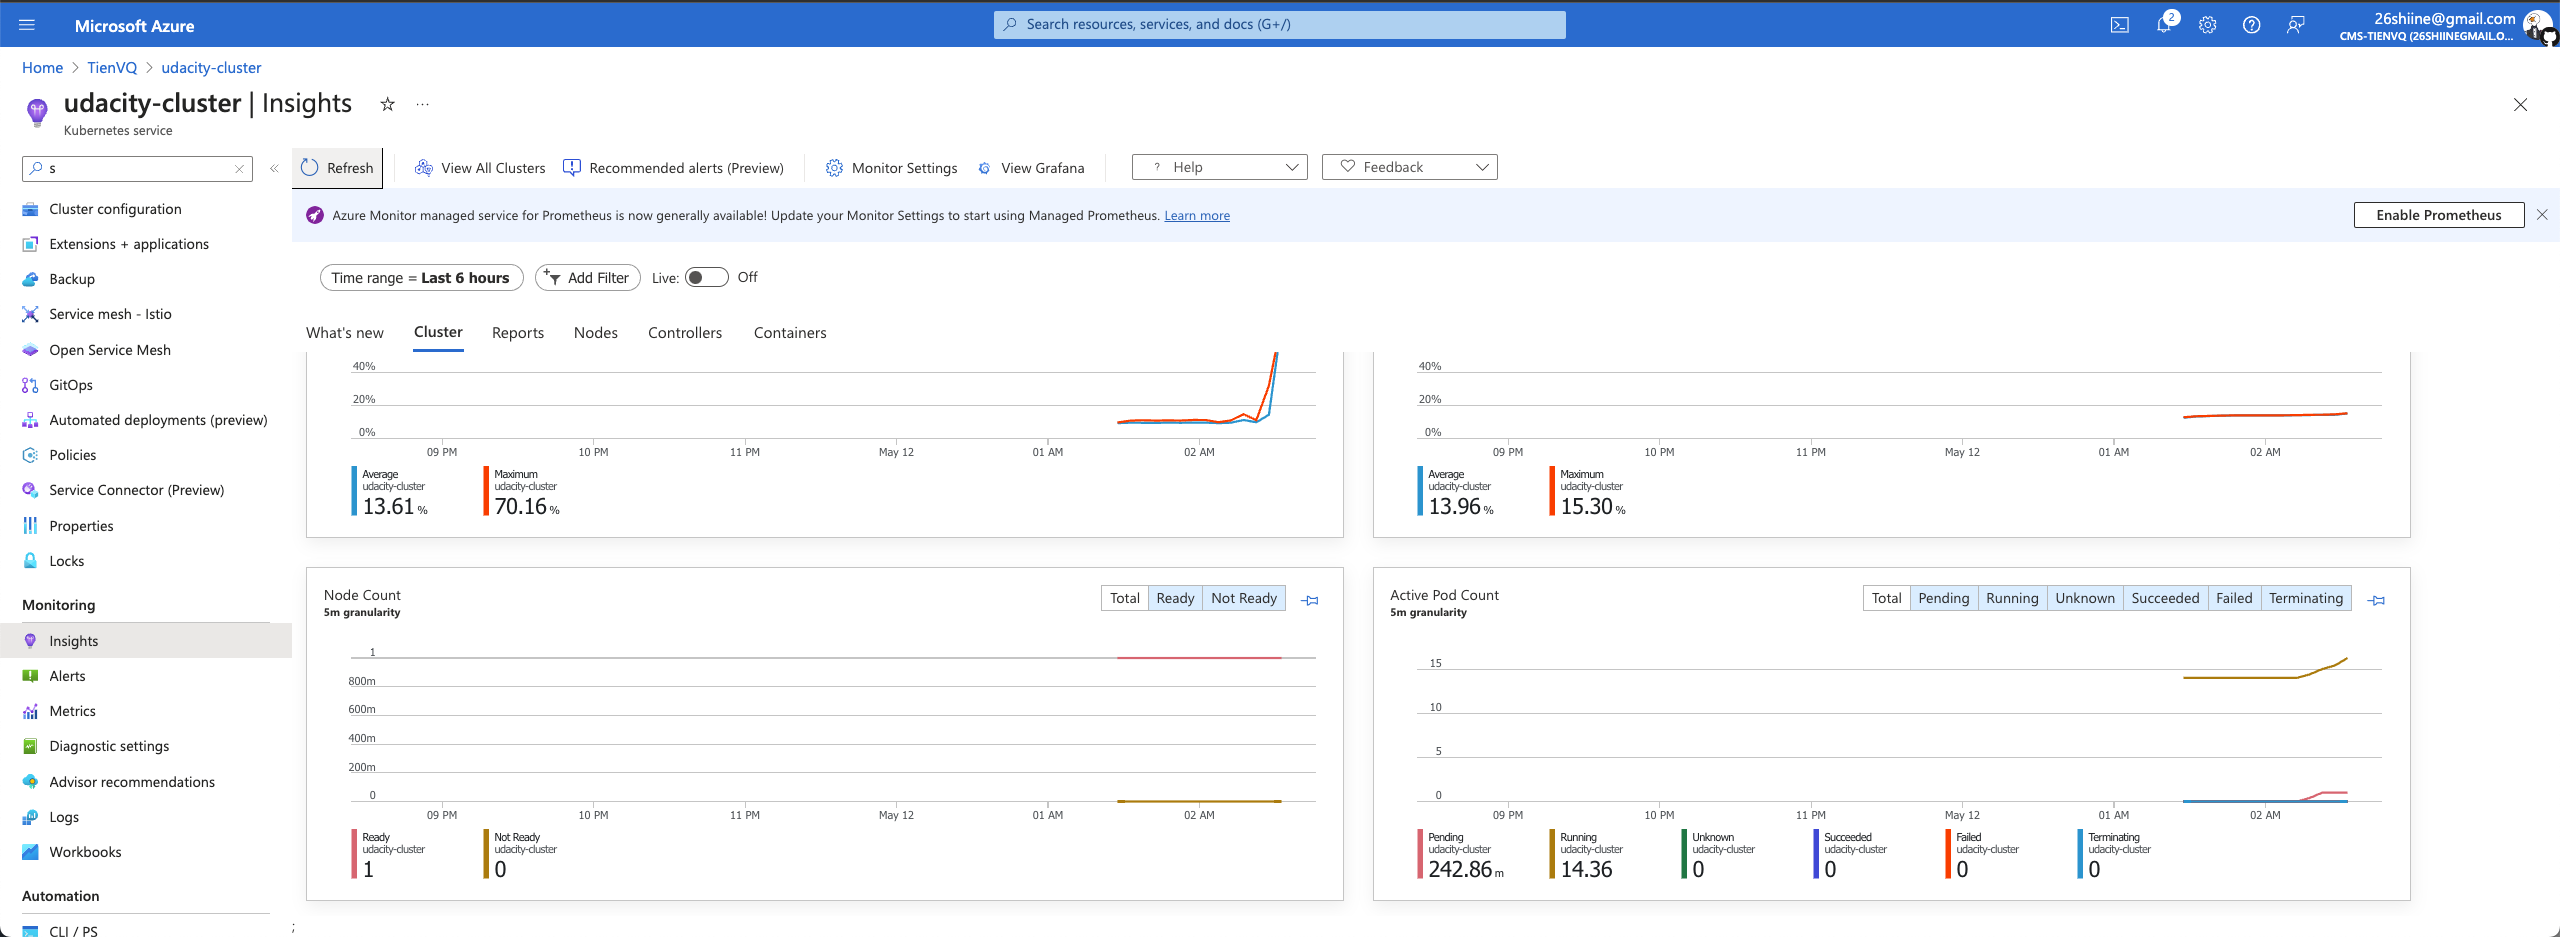 Microsoft Azure
Search resources, services, and docs (G+/)
2
26shiine@gmail.com
CMS-TIENVQ (26SHIINEGMAIL.O...
Home > TienVQ > udacity-cluster
udacity-cluster | Insights
Kubernetes service
s
Refresh
View All Clusters
Recommended alerts (Preview)
Monitor Settings
View Grafana
? Help
Feedback
Azure Monitor managed service for Prometheus is now generally available! Update your Monitor Settings to start using Managed Prometheus. Learn more
Enable Prometheus
Time range = Last 6 hours
Add Filter
Live: Off
What's new
Cluster
Reports
Nodes
Controllers
Containers
Cluster configuration
Extensions + applications
Backup
Service mesh - Istio
Open Service Mesh
GitOps
Automated deployments (preview)
Policies
Service Connector (Preview)
Properties
Locks
Monitoring
Insights
Alerts
Metrics
Diagnostic settings
Advisor recommendations
Logs
Workbooks
Automation
CLI / PS
40%
20%
0%
09 PM 10 PM 11 PM May 12 01 AM 02 AM
Average
udacity-cluster
13.61 %
Maximum
udacity-cluster
70.16 %
40%
20%
0%
09 PM 10 PM 11 PM May 12 01 AM 02 AM
Average
udacity-cluster
13.96 %
Maximum
udacity-cluster
15.30 %
Node Count
5m granularity
Total Ready Not Ready
1
800m
600m
400m
200m
0
09 PM 10 PM 11 PM May 12 01 AM 02 AM
Ready
udacity-cluster
1
Not Ready
udacity-cluster
0
Active Pod Count
5m granularity
Total Pending Running Unknown Succeeded Failed Terminating
15
10
5
0
09 PM 10 PM 11 PM May 12 01 AM 02 AM
Pending
udacity-cluster
242.86 m
Running
udacity-cluster
14.36
Unknown
udacity-cluster
0
Succeeded
udacity-cluster
0
Failed
udacity-cluster
0
Terminating
udacity-cluster
0
;